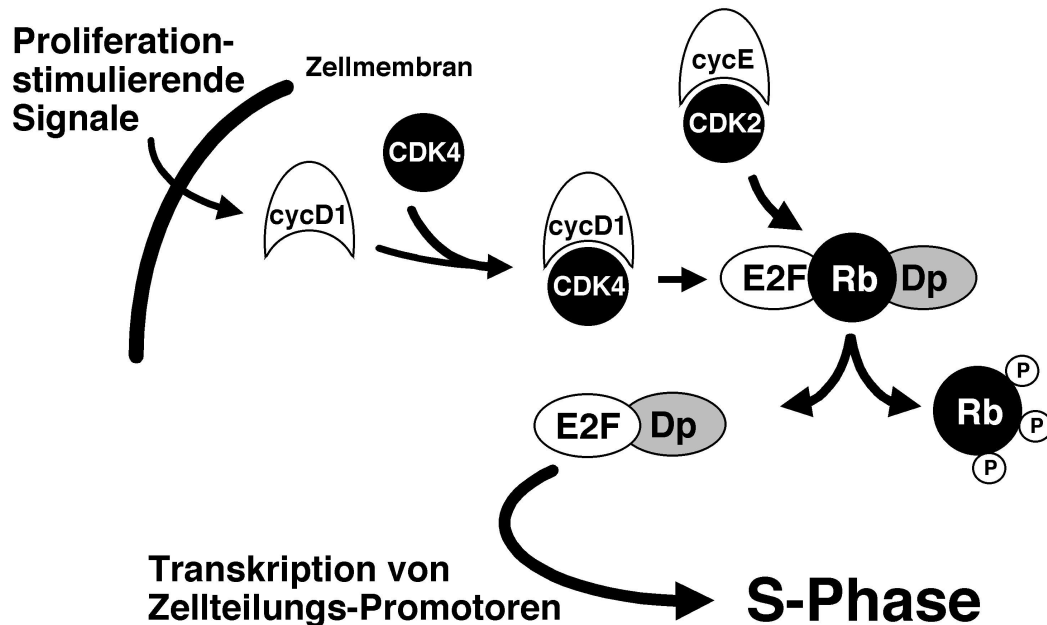 Proliferation-
stimulierende
Signale
Zellmembran
cycE
CDK2
CDK4
cycD1
cycD1
CDK4
E2F
Rb
Dp
E2F
Dp
Rb
P
P
P
Transkription von
Zellteilungs-Promotoren
S-Phase